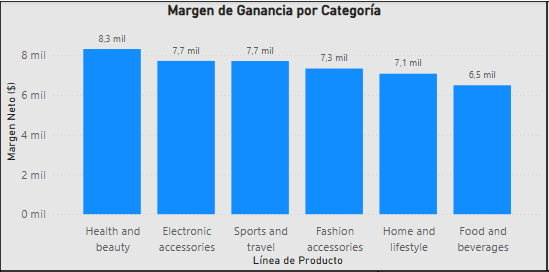 Margen de Ganancia por Categoría
Margen Neto ($)
8 mil
6 mil
4 mil
2 mil
0 mil
8,3 mil
7,7 mil
7,7 mil
7,3 mil
7,1 mil
6,5 mil
Health and
beauty
Electronic
accessories
Sports and
travel
Fashion
accessories
Home and
lifestyle
Food and
beverages
Línea de Producto